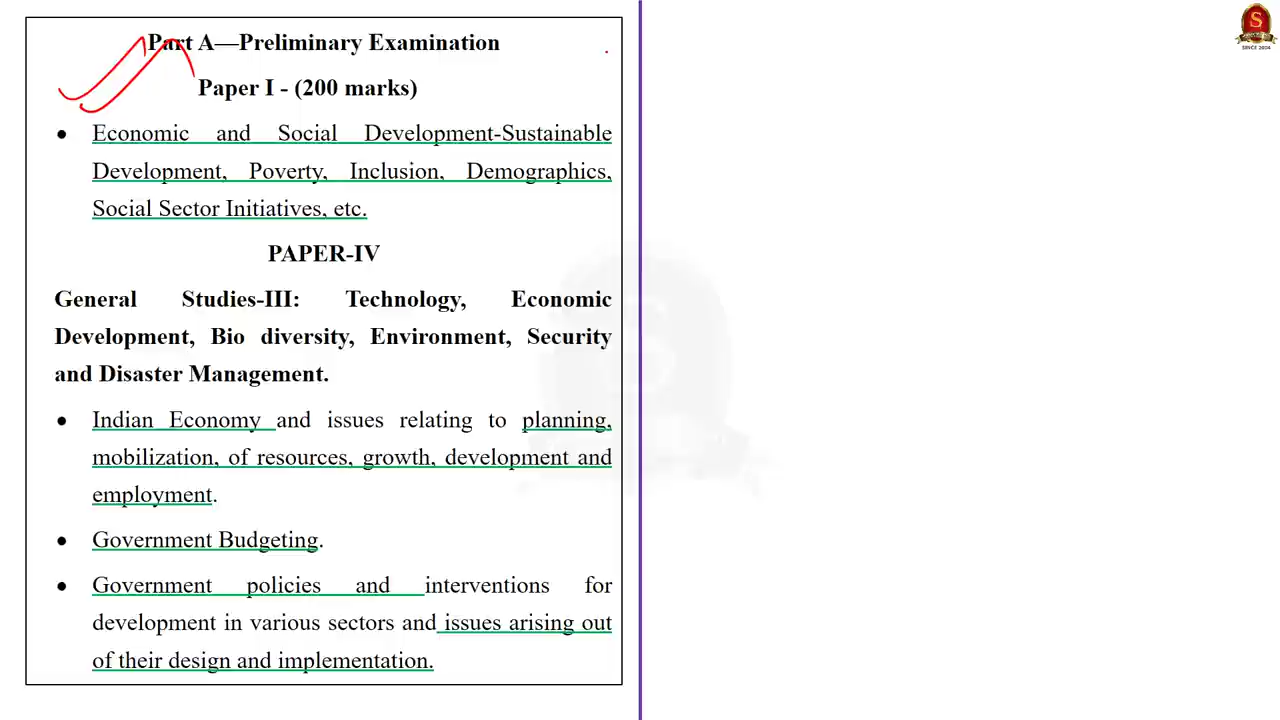 Part A—Preliminary Examination
Paper I - (200 marks)
• Economic and Social Development-Sustainable
Development, Poverty, Inclusion, Demographics,
Social Sector Initiatives, etc.
PAPER-IV
General Studies-III: Technology, Economic
Development, Bio diversity, Environment, Security
and Disaster Management.
• Indian Economy and issues relating to planning,
mobilization, of resources, growth, development and
employment.
• Government Budgeting.
• Government policies and interventions for
development in various sectors and issues arising out
of their design and implementation.
S
SINCE 2004